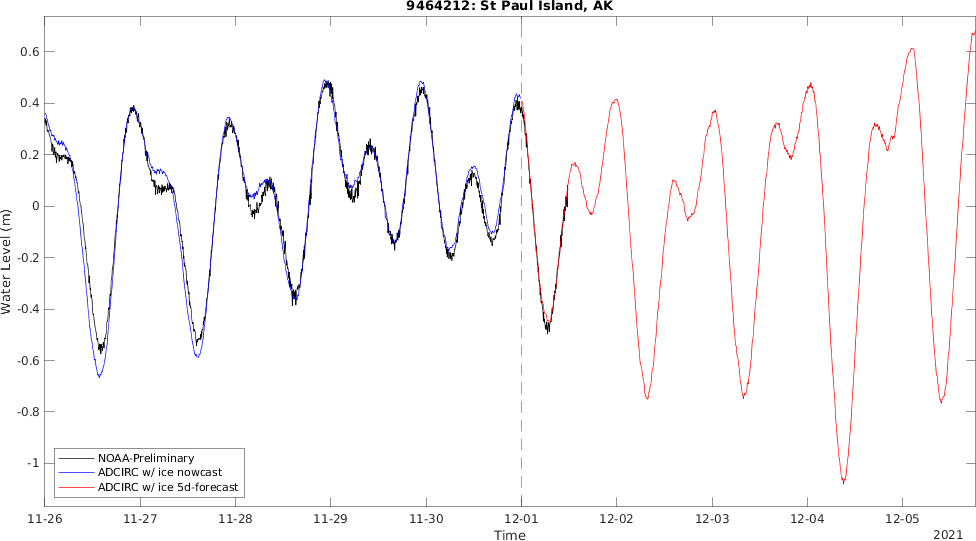 9464212: St Paul Island, AK
Water Level (m)
0.6
0.4
0.2
0
-0.2
-0.4
-0.6
-0.8
-1
NOAA-Preliminary
ADCIRC w/ ice nowcast
ADCIRC w/ ice 5d-forecast
11-26 11-27 11-28 11-29 11-30 12-01 12-02 12-03 12-04 12-05
Time
2021